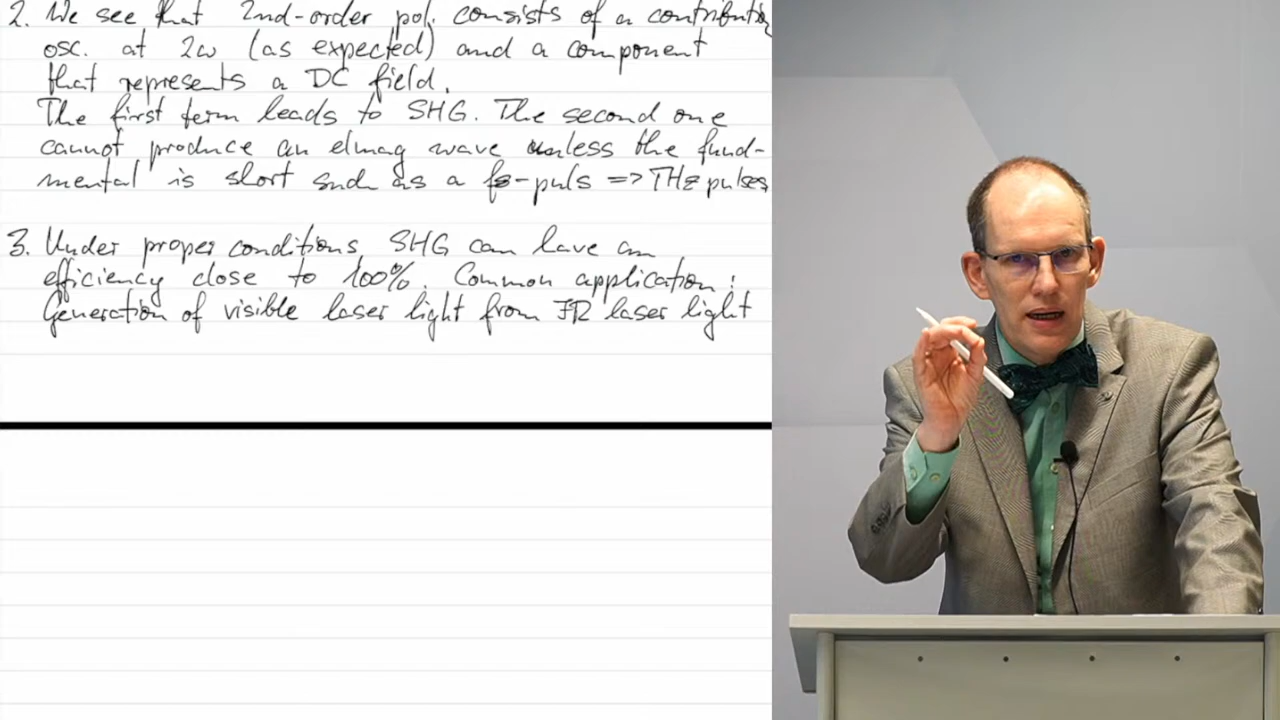 2. We see that 2nd-order pol. consists of a contribution
osc. at 2ω (as expected) and a component
that represents a DC field.
The first term leads to SHG. The second one
cannot produce an elmag wave unless the fund-
mental is short such as a fs-puls => THz pulses
3. Under proper conditions, SHG can have an
efficiency close to 100%. Common application:
Generation of visible laser light from IR laser light